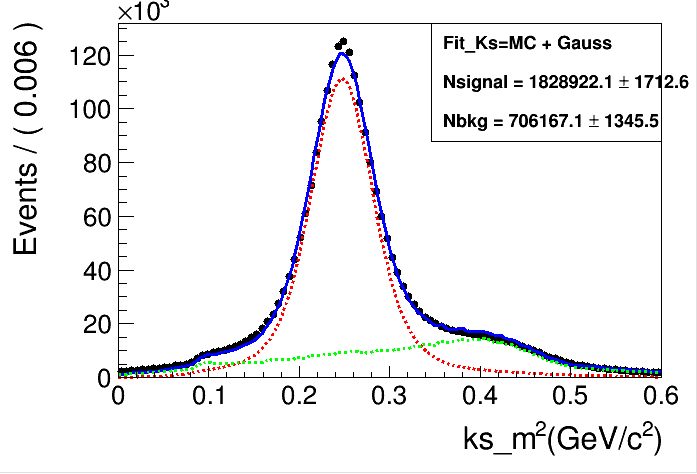 ×10³
Events / ( 0.006 )
120
100
80
60
40
20
0
Fit_Ks=MC + Gauss
Nsignal = 1828922.1 ± 1712.6
Nbkg = 706167.1 ± 1345.5
0 0.1 0.2 0.3 0.4 0.5 0.6
ks_m²(GeV/c²)